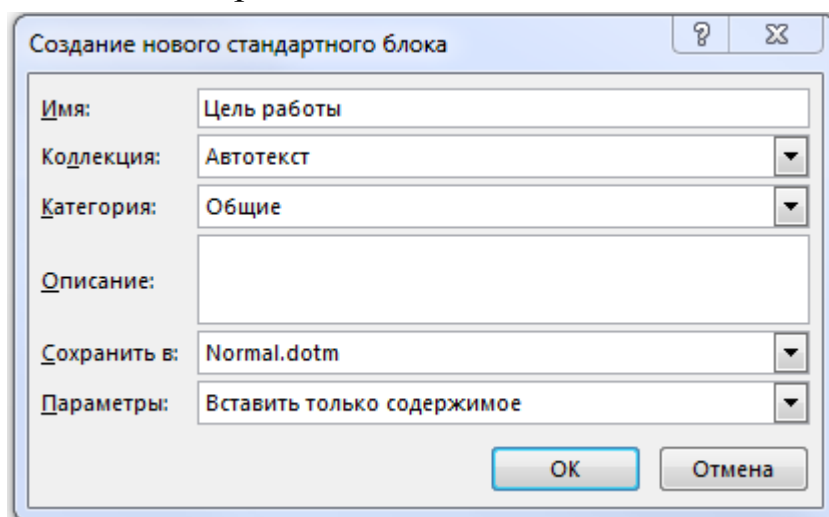 Создание нового стандартного блока
Имя: Цель работы
Коллекция: Автотекст
Категория: Общие
Описание:
Сохранить в: Normal.dotm
Параметры: Вставить только содержимое
ОК Отмена